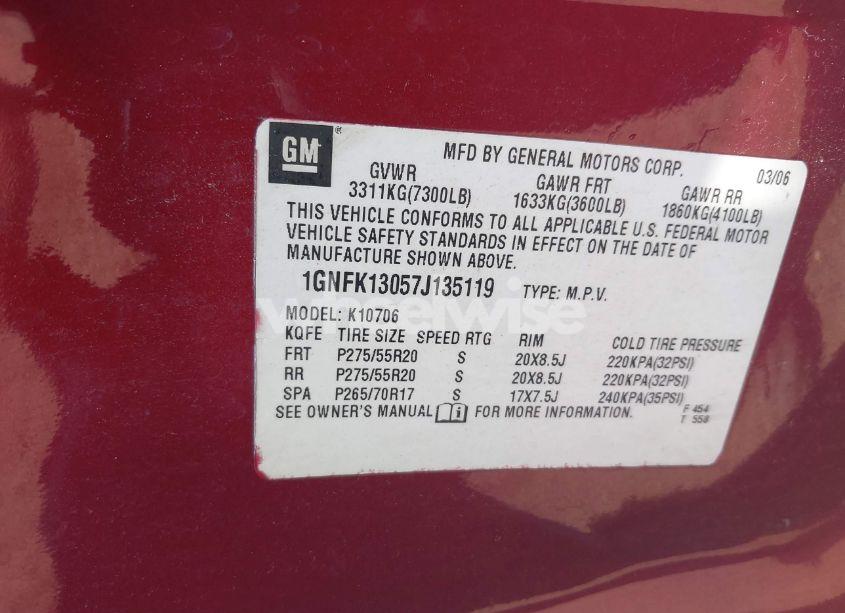 GM ®
MFD BY GENERAL MOTORS CORP. 03/06
GVWR GAWR FRT GAWR RR
3311KG(7300LB) 1633KG(3600LB) 1860KG(4100LB)
THIS VEHICLE CONFORMS TO ALL APPLICABLE U.S. FEDERAL MOTOR
VEHICLE SAFETY STANDARDS IN EFFECT ON THE DATE OF
MANUFACTURE SHOWN ABOVE.
1GNFK13057J135119 TYPE: M.P.V.
wheelwise
MODEL: K10706
KQFE TIRE SIZE SPEED RTG RIM COLD TIRE PRESSURE
FRT P275/55R20 S 20X8.5J 220KPA(32PSI)
RR P275/55R20 S 20X8.5J 220KPA(32PSI)
SPA P265/70R17 S 17X7.5J 240KPA(35PSI)
SEE OWNER'S MANUAL FOR MORE INFORMATION.
F 454
T 558